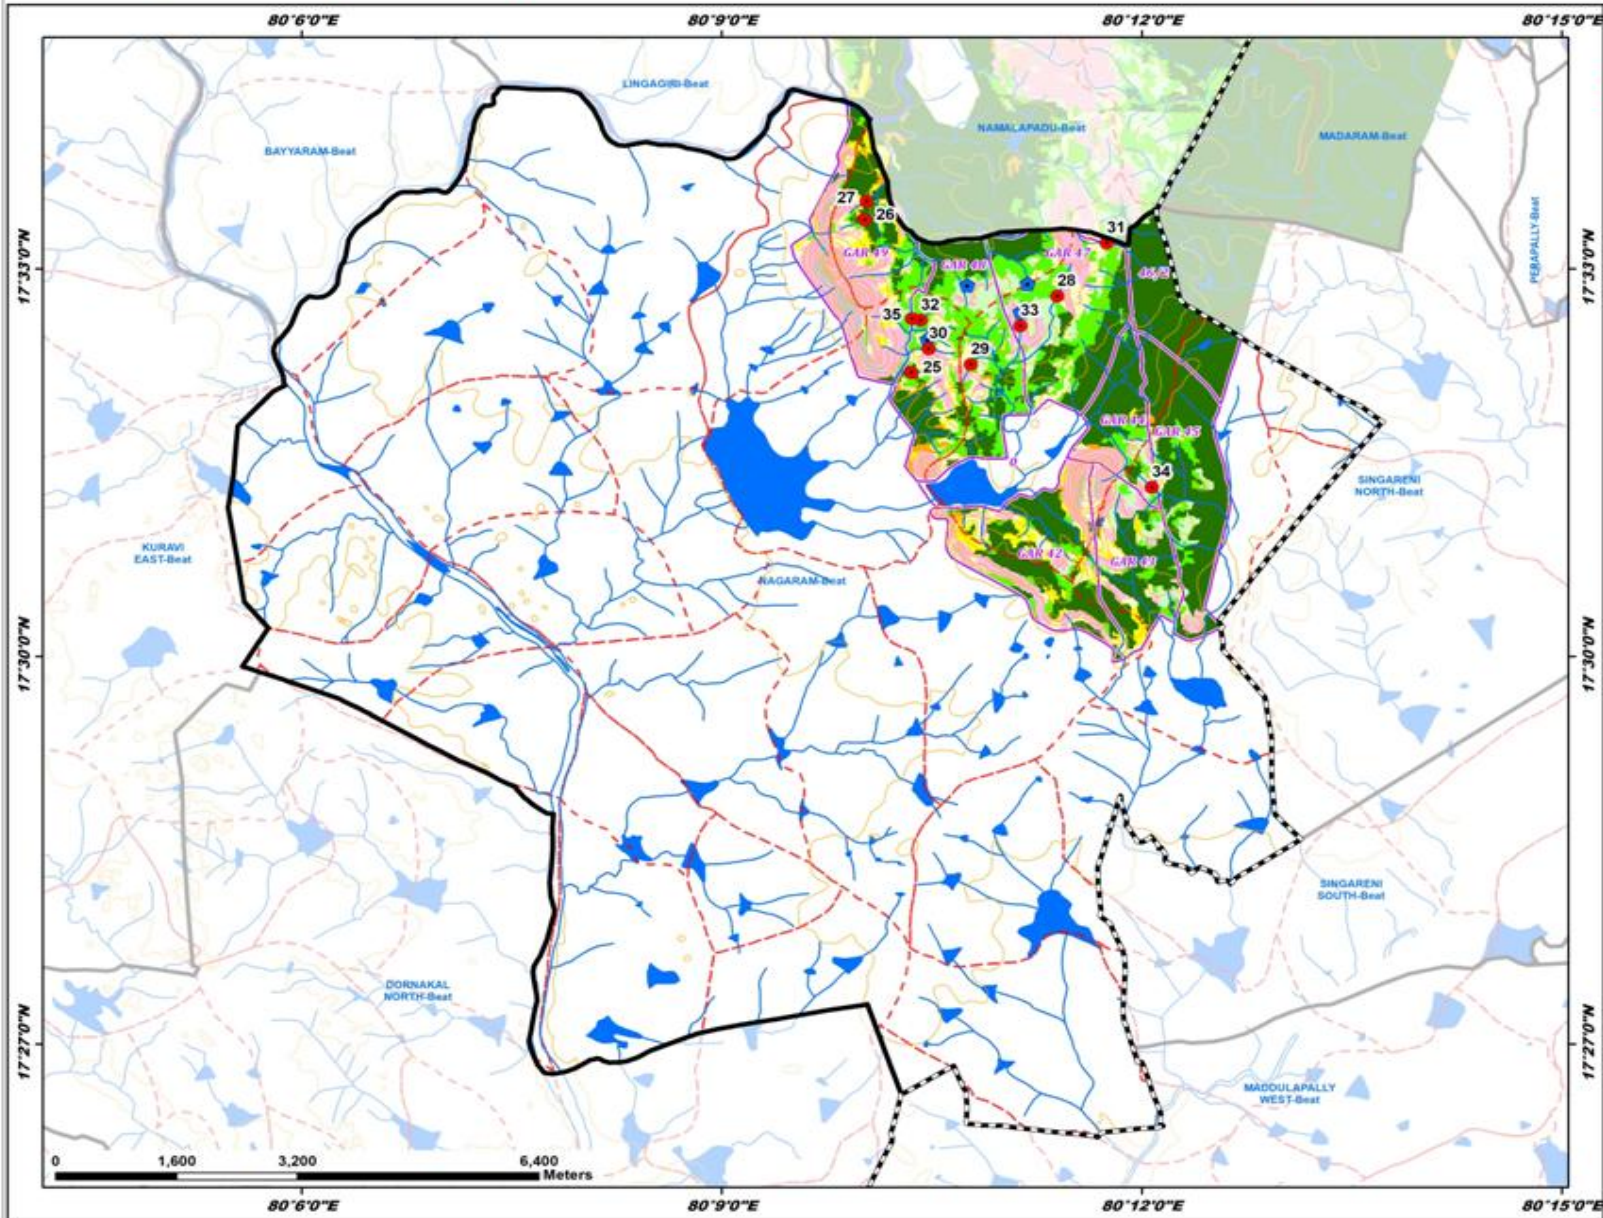 80°6'0"E 80°9'0"E 80°12'0"E 80°15'0"E
LINGAGIRI-Beat
NAMALAPADU-Beat
MADARAM-Beat
BAYYARAM-Beat
PERAPALLY-Beat
27
26
31
17°33'0"N
17°33'0"N
GAR 49
GAR 48
GAR 47
46/2
28
35
32
33
30
29
25
GAR 44
GAR 45
0
34
SINGARENI
NORTH-Beat
KURAVI
EAST-Beat
GAR 42
NAGARAM-Beat
17°30'0"N
17°30'0"N
SINGARENI
SOUTH-Beat
DORNAKAL
NORTH-Beat
17°27'0"N
17°27'0"N
MADDULAPALLY
WEST-Beat
0 1,600 3,200 6,400
Meters
80°6'0"E 80°9'0"E 80°12'0"E 80°15'0"E